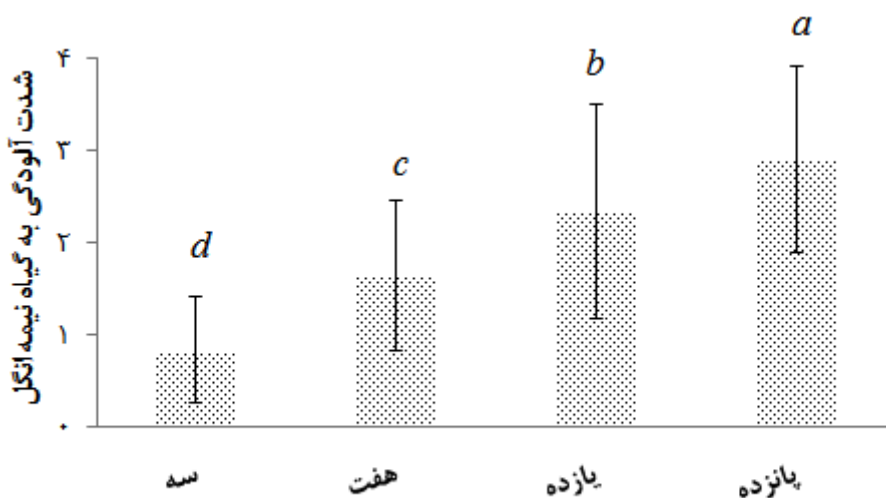 شدت آلودگی به گیاه نیمه انگل
۴
۳
۲
۱
۰
d
c
b
a
سه
هفت
یازده
پانزده